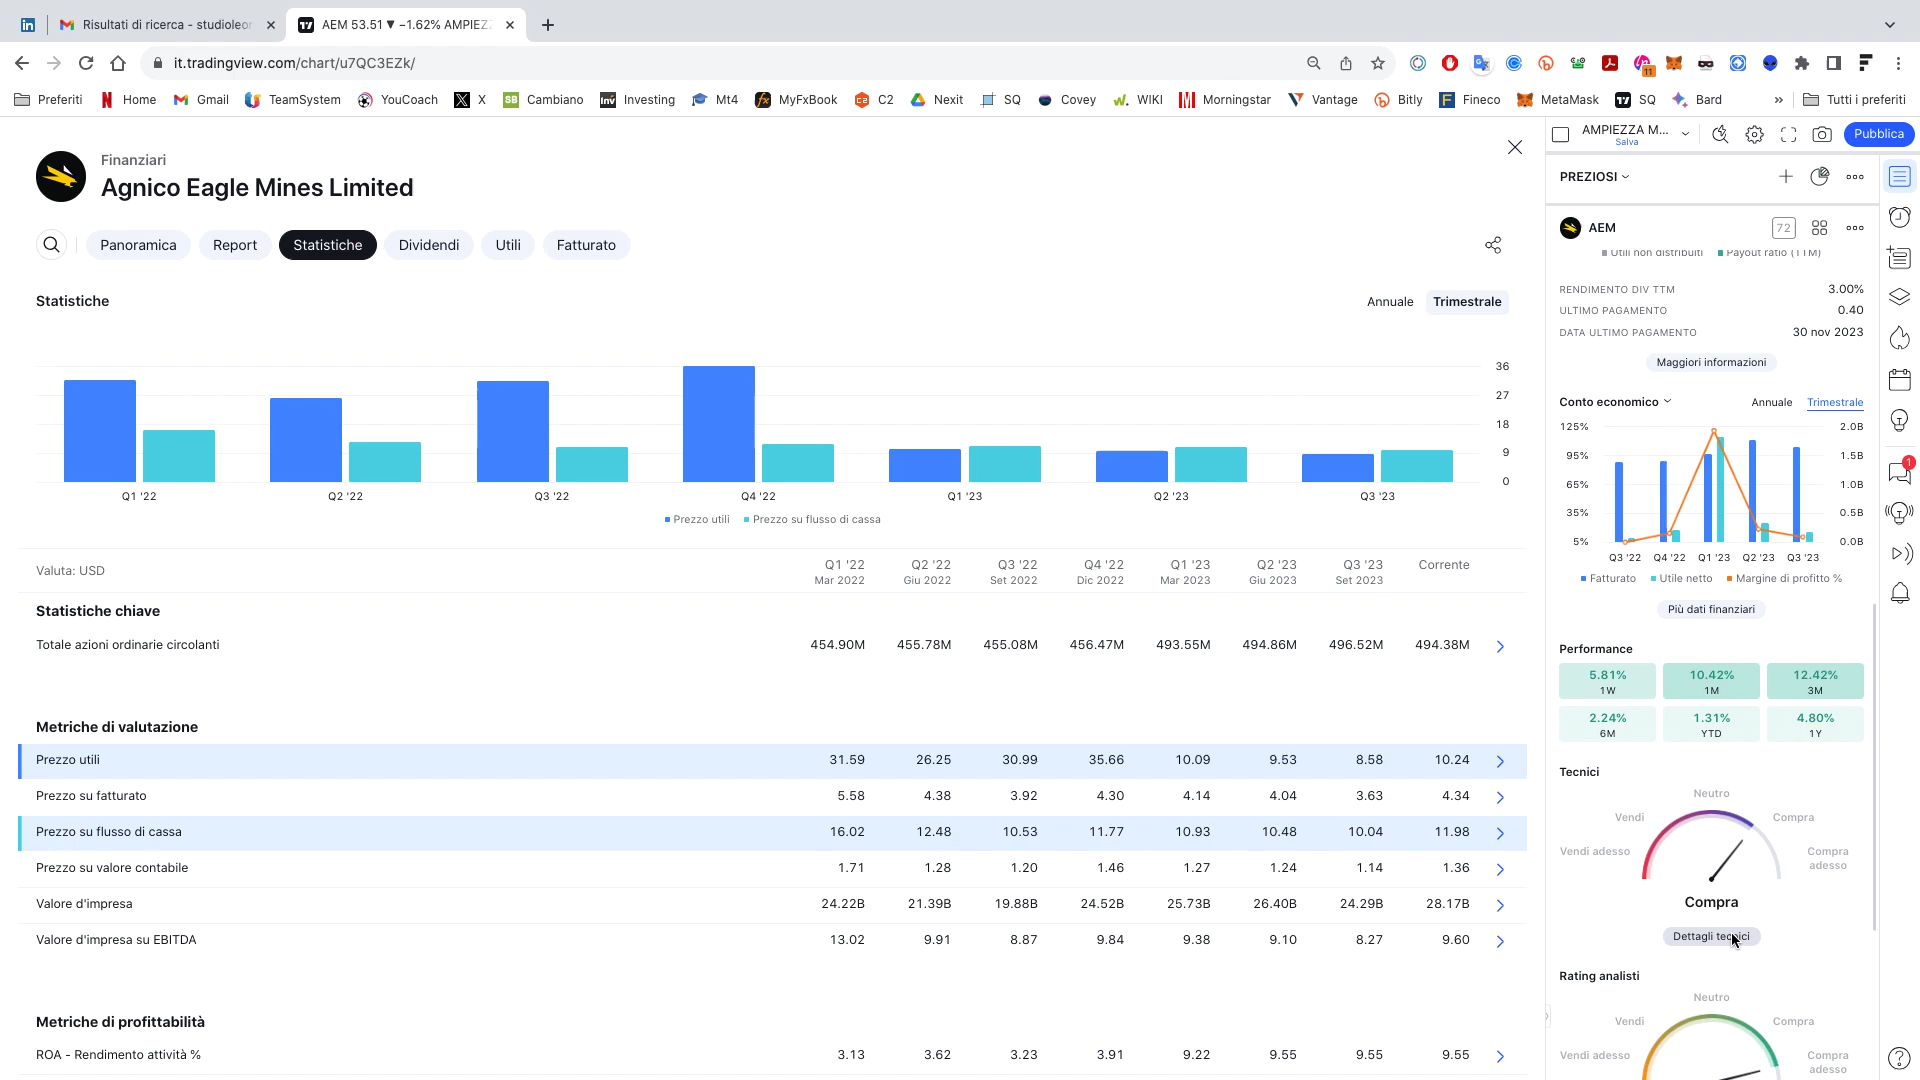 Risultati di ricerca - studioleon
AEM 53.51 ▼ −1.62% AMPIEZZ
it.tradingview.com/chart/u7QC3EZk/
11
Preferiti
Home
Gmail
TeamSystem
YouCoach
X
Cambiano
Investing
Mt4
MyFxBook
C2
Nexit
SQ
Covey
WIKI
Morningstar
Vantage
Bitly
Fineco
MetaMask
SQ
Bard
»
Tutti i preferiti
Finanziari
Agnico Eagle Mines Limited
Panoramica Report Statistiche Dividendi Utili Fatturato
Statistiche
Annuale Trimestrale
36
27
18
9
0
Q1 '22 Q2 '22 Q3 '22 Q4 '22 Q1 '23 Q2 '23 Q3 '23
Prezzo utili Prezzo su flusso di cassa
Valuta: USD
Q1 '22 Q2 '22 Q3 '22 Q4 '22 Q1 '23 Q2 '23 Q3 '23 Corrente
Mar 2022 Giu 2022 Set 2022 Dic 2022 Mar 2023 Giu 2023 Set 2023
Statistiche chiave
Totale azioni ordinarie circolanti 454.90M 455.78M 455.08M 456.47M 493.55M 494.86M 496.52M 494.38M
Metriche di valutazione
Prezzo utili 31.59 26.25 30.99 35.66 10.09 9.53 8.58 10.24
Prezzo su fatturato 5.58 4.38 3.92 4.30 4.14 4.04 3.63 4.34
Prezzo su flusso di cassa 16.02 12.48 10.53 11.77 10.93 10.48 10.04 11.98
Prezzo su valore contabile 1.71 1.28 1.20 1.46 1.27 1.24 1.14 1.36
Valore d'impresa 24.22B 21.39B 19.88B 24.52B 25.73B 26.40B 24.29B 28.17B
Valore d'impresa su EBITDA 13.02 9.91 8.87 9.84 9.38 9.10 8.27 9.60
Metriche di profittabilità
ROA - Rendimento attività % 3.13 3.62 3.23 3.91 9.22 9.55 9.55 9.55
AMPIEZZA M...
Salva
Pubblica
PREZIOSI
AEM
72
Utili non distribuiti Payout ratio (TTM)
RENDIMENTO DIV TTM 3.00%
ULTIMO PAGAMENTO 0.40
DATA ULTIMO PAGAMENTO 30 nov 2023
Maggiori informazioni
Conto economico Annuale Trimestrale
125% 2.0B
95% 1.5B
65% 1.0B
35% 0.5B
5% 0.0B
Q3 '22 Q4 '22 Q1 '23 Q2 '23 Q3 '23
Fatturato Utile netto Margine di profitto %
Più dati finanziari
Performance
5.81% 10.42% 12.42%
1W 1M 3M
2.24% 1.31% 4.80%
6M YTD 1Y
Tecnici
Neutro
Vendi Compra
Vendi adesso Compra adesso
Compra
Dettagli tecnici
Rating analisti
Neutro
Vendi Compra
Vendi adesso Compra adesso
1